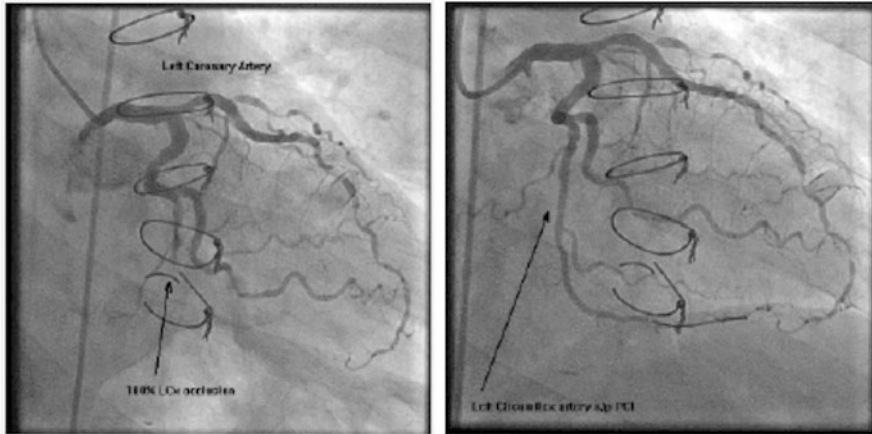 Left Coronary Artery
100% LCx occlusion
Left Circumflex artery s/p PCI